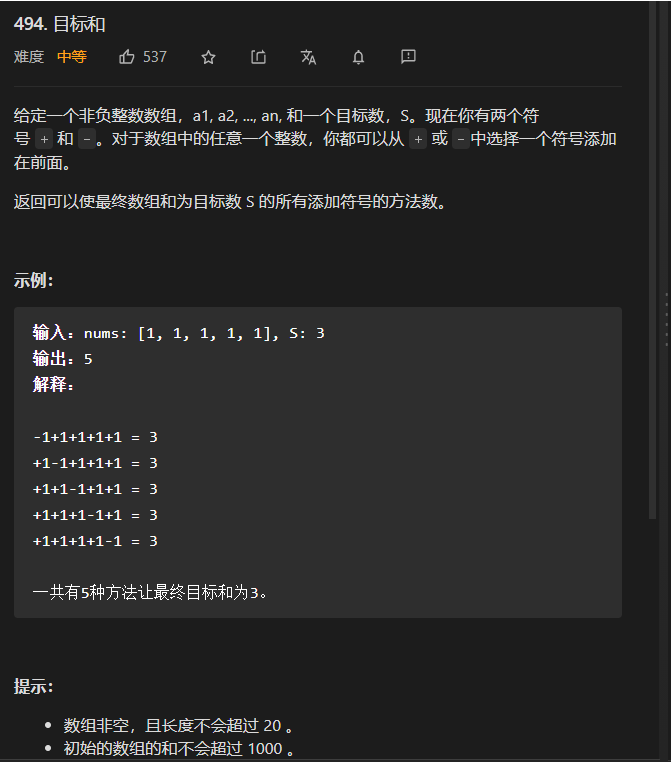 494. 目标和
难度 中等 537
给定一个非负整数数组，a1, a2, ..., an, 和一个目标数，S。现在你有两个符
号 + 和 -。对于数组中的任意一个整数，你都可以从 + 或 -中选择一个符号添加
在前面。
返回可以使最终数组和为目标数 S 的所有添加符号的方法数。
示例：
输入：nums: [1, 1, 1, 1, 1], S: 3
输出：5
解释：
-1+1+1+1+1 = 3
+1-1+1+1+1 = 3
+1+1-1+1+1 = 3
+1+1+1-1+1 = 3
+1+1+1+1-1 = 3
一共有5种方法让最终目标和为3。
提示：
• 数组非空，且长度不会超过 20 。
• 初始的数组的和不会超过 1000 。